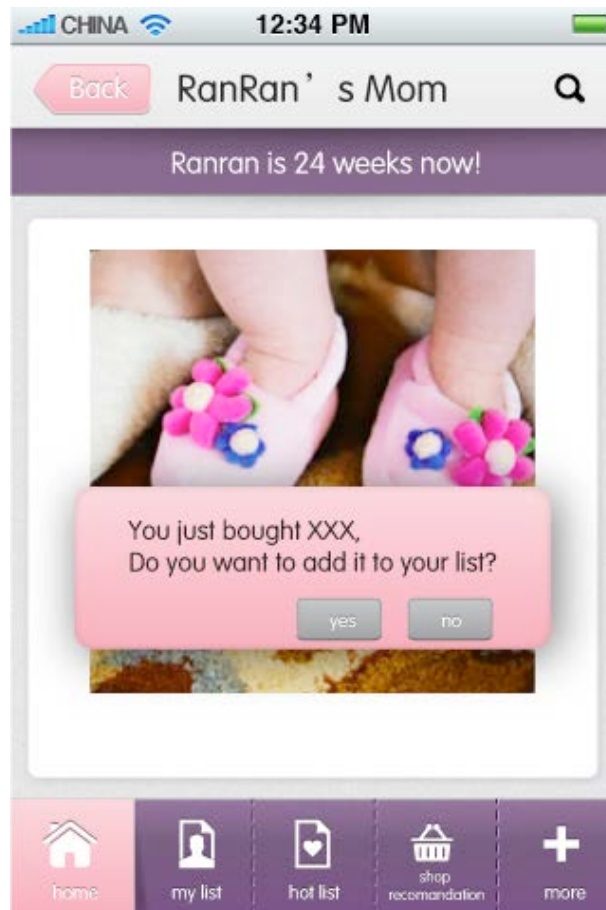 CHINA 12:34 PM
Back RanRan’s Mom
Ranran is 24 weeks now!
You just bought XXX,
Do you want to add it to your list?
yes no
home my list hot list shop recomandation more